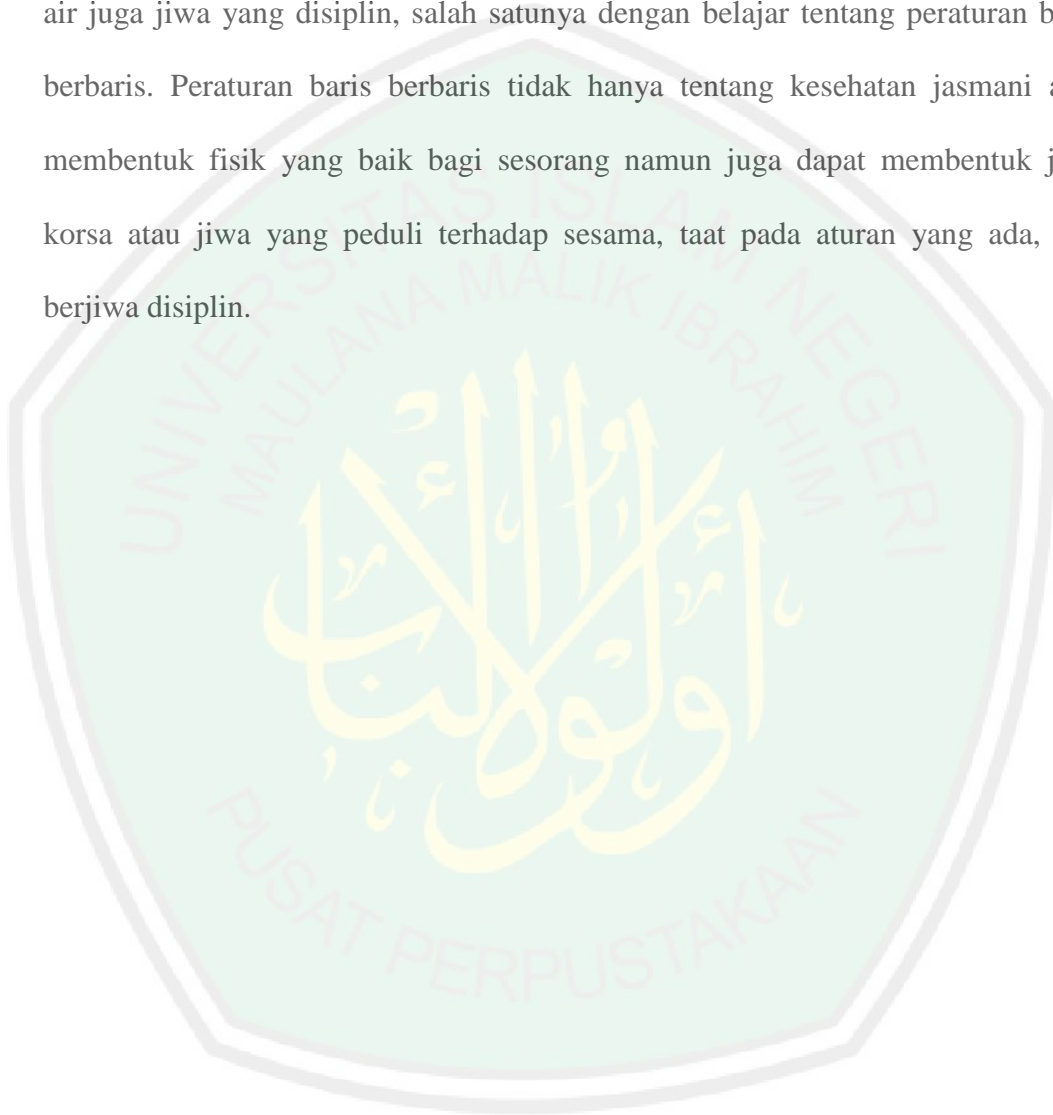 air juga jiwa yang disiplin, salah satunya dengan belajar tentang peraturan
berbaris. Peraturan baris berbaris tidak hanya tentang kesehatan jasmani
membentuk fisik yang baik bagi sesorang namun juga dapat membentuk
korsa atau jiwa yang peduli terhadap sesama, taat pada aturan yang ada,
berjiwa disiplin.
UNIVERSITAS ISLAM NEGERI
MAULANA MALIK IBRAHIM
PUSAT PERPUSTAKAAN